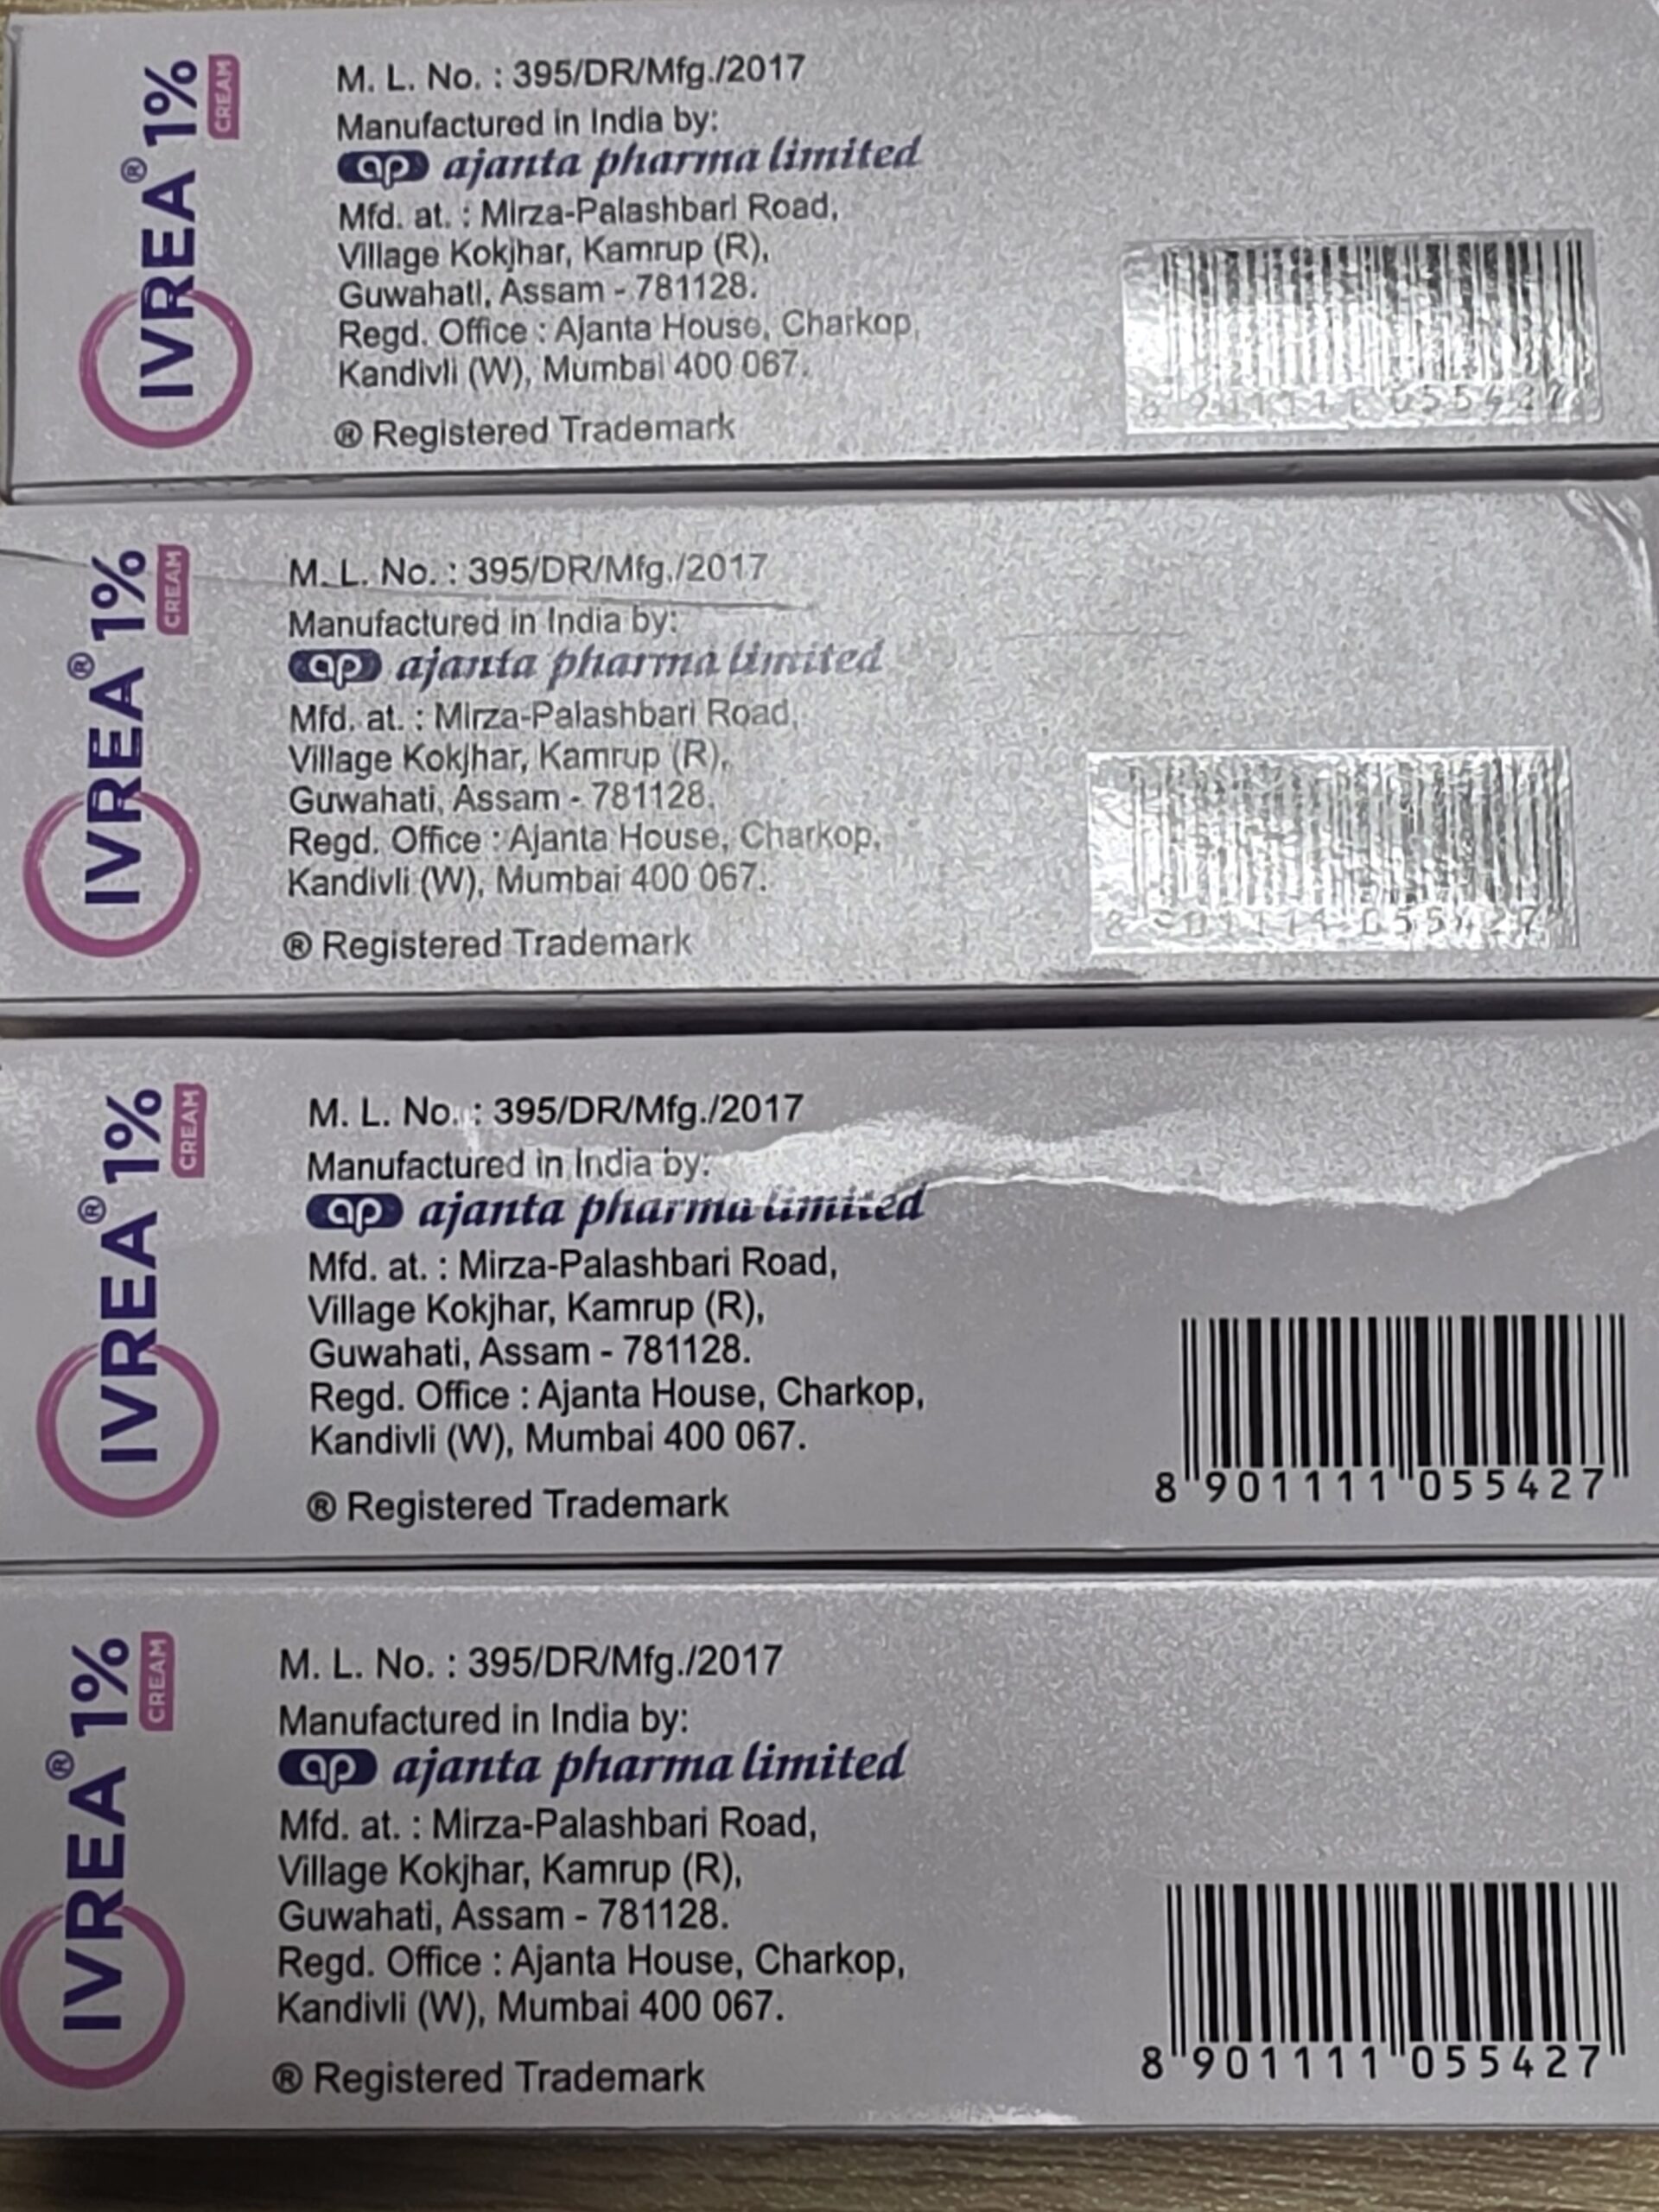 IVREA® 1%
CREAM
M. L. No. : 395/DR/Mfg./2017
Manufactured in India by:
ap ajanta pharma limited
Mfd. at. : Mirza-Palashbari Road,
Village Kokjhar, Kamrup (R),
Guwahati, Assam - 781128.
Regd. Office : Ajanta House, Charkop,
Kandivli (W), Mumbai 400 067.
® Registered Trademark
IVREA® 1%
CREAM
M. L. No. : 395/DR/Mfg./2017
Manufactured in India by:
ap ajanta pharma limited
Mfd. at. : Mirza-Palashbari Road,
Village Kokjhar, Kamrup (R),
Guwahati, Assam - 781128.
Regd. Office : Ajanta House, Charkop,
Kandivli (W), Mumbai 400 067.
® Registered Trademark
IVREA® 1%
CREAM
M. L. No. : 395/DR/Mfg./2017
Manufactured in India by:
ap ajanta pharma limited
Mfd. at. : Mirza-Palashbari Road,
Village Kokjhar, Kamrup (R),
Guwahati, Assam - 781128.
Regd. Office : Ajanta House, Charkop,
Kandivli (W), Mumbai 400 067.
® Registered Trademark
8 901111 055427
IVREA® 1%
CREAM
M. L. No. : 395/DR/Mfg./2017
Manufactured in India by:
ap ajanta pharma limited
Mfd. at. : Mirza-Palashbari Road,
Village Kokjhar, Kamrup (R),
Guwahati, Assam - 781128.
Regd. Office : Ajanta House, Charkop,
Kandivli (W), Mumbai 400 067.
® Registered Trademark
8 901111 055427